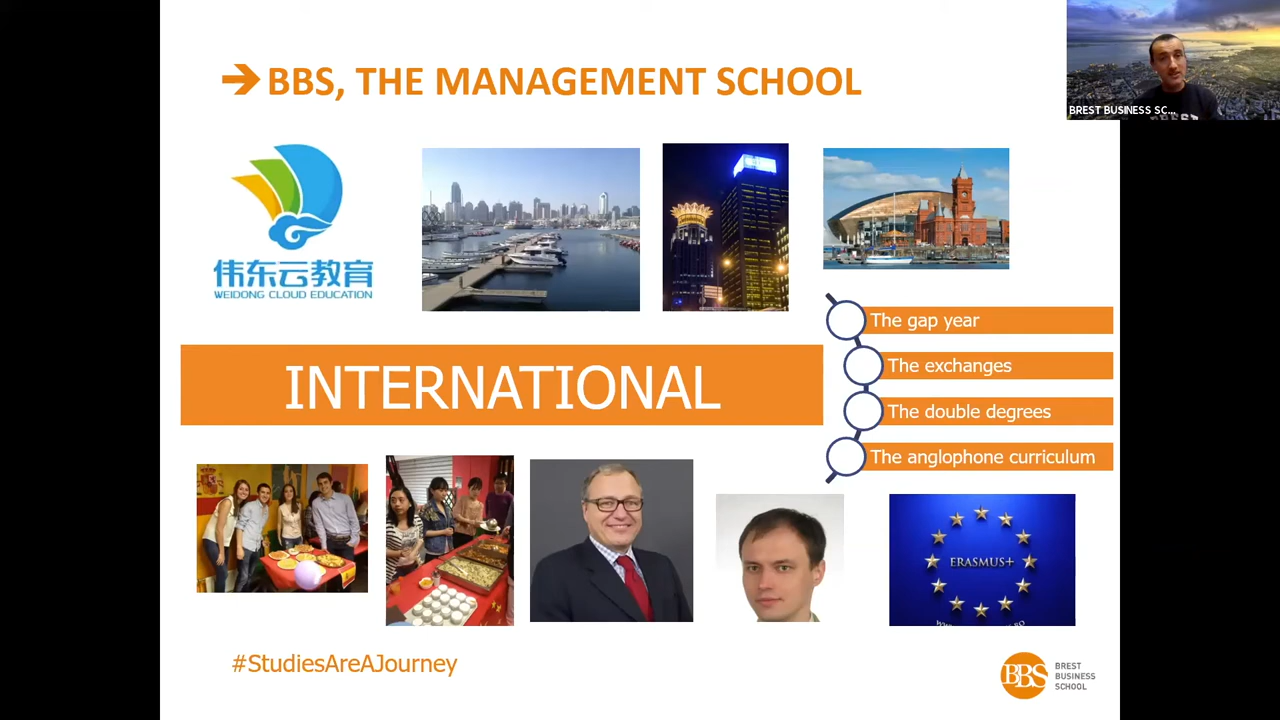 BBS, THE MANAGEMENT SCHOOL
BREST BUSINESS SC...
伟东云教育
WEIDONG CLOUD EDUCATION
The gap year
The exchanges
INTERNATIONAL
The double degrees
The anglophone curriculum
ERASMUS+
#StudiesAreAJourney
BBS
BREST
BUSINESS
SCHOOL